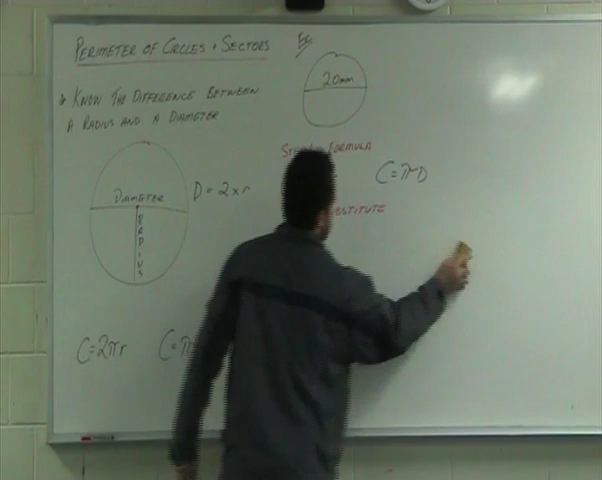 PERIMETER OF CIRCLES + SECTORS
KNOW THE DIFFERENCE BETWEEN
A RADIUS AND A DIAMETER
DIAMETER
D = 2 x r
RADIUS
C=2πr
Ex:
20mm
FORMULA
C=πD